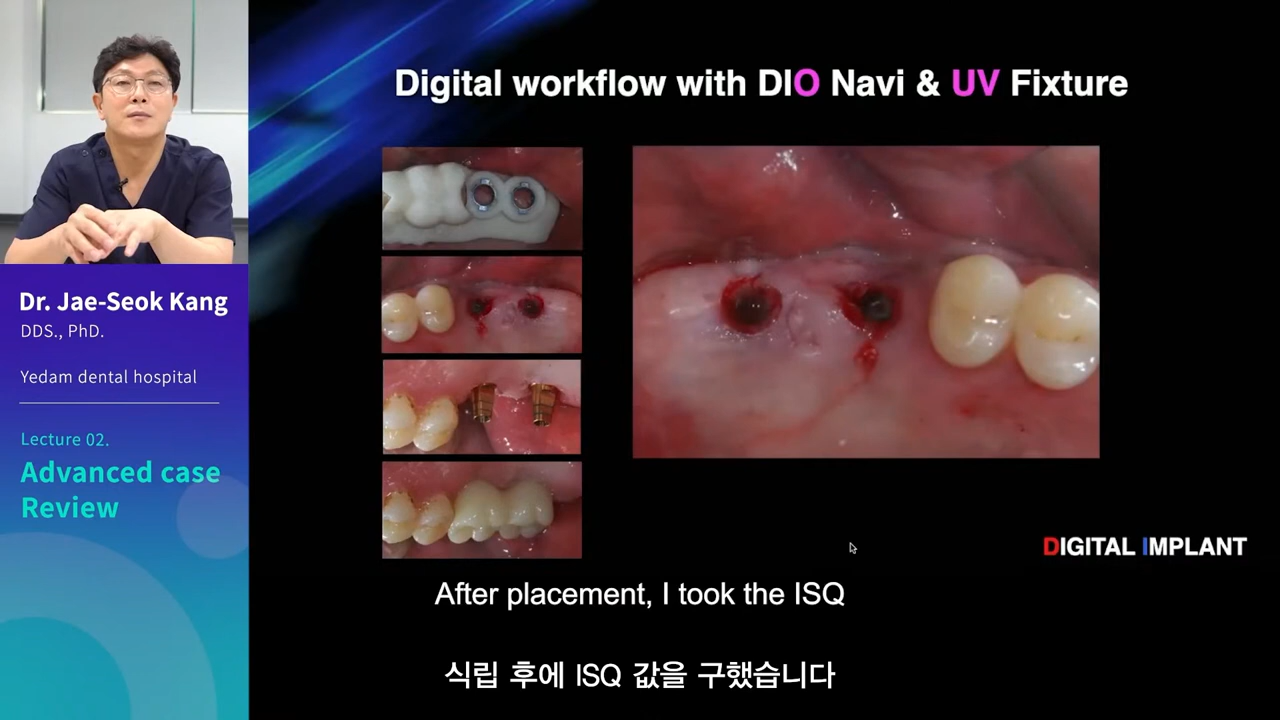 Digital workflow with DIO Navi & UV Fixture
Dr. Jae-Seok Kang
DDS., PhD.
Yedam dental hospital
Lecture 02.
Advanced case
Review
DIGITAL IMPLANT
After placement, I took the ISQ
식립 후에 ISQ 값을 구했습니다